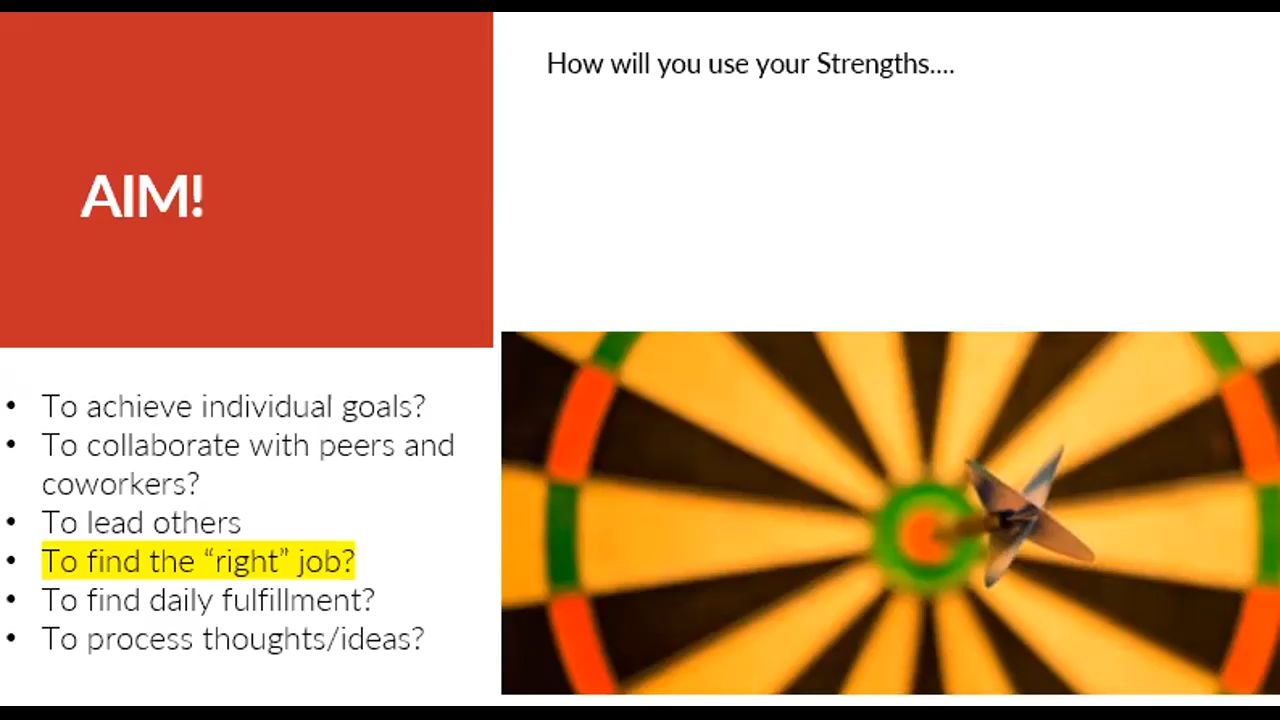 AIM!
How will you use your Strengths....
• To achieve individual goals?
• To collaborate with peers and
coworkers?
• To lead others
• To find the “right” job?
• To find daily fulfillment?
• To process thoughts/ideas?